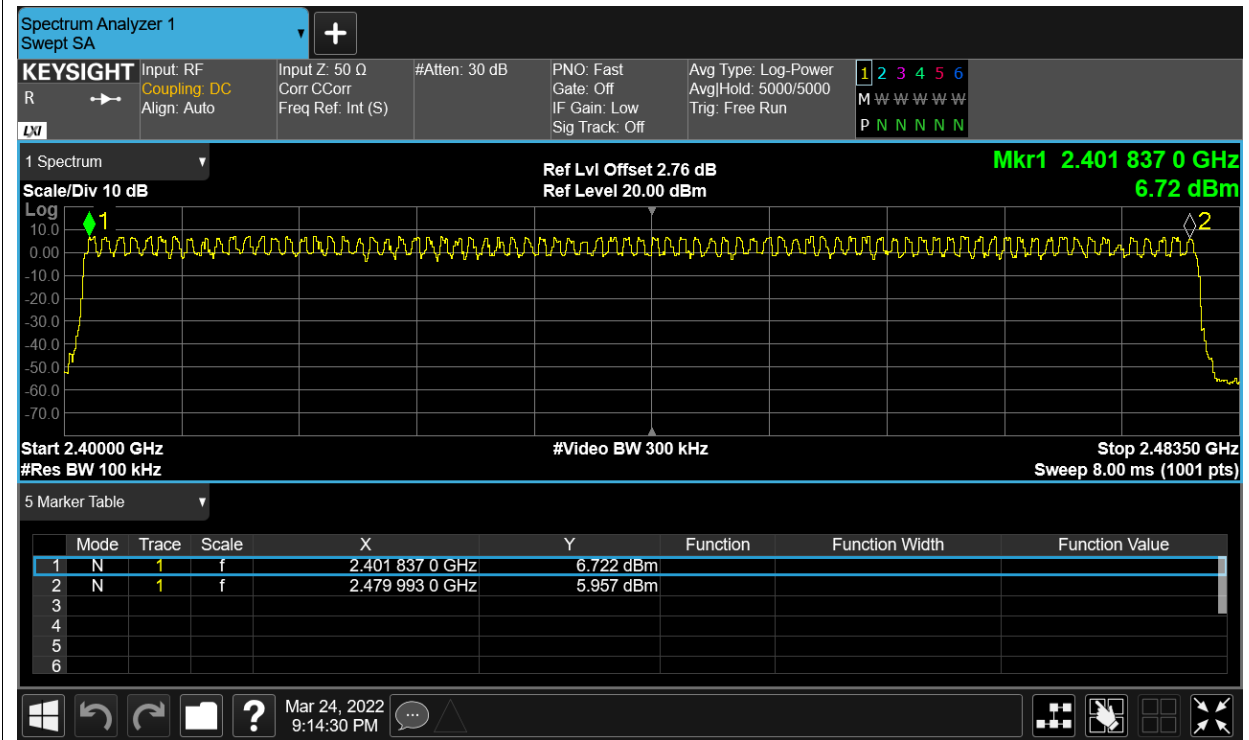 Spectrum Analyzer 1
Swept SA
+
KEYSIGHT Input: RF Input Z: 50 Ω #Atten: 30 dB PNO: Fast Avg Type: Log-Power 1 2 3 4 5 6
R Coupling: DC Corr CCorr Gate: Off Avg|Hold: 5000/5000 M W W W W W
Align: Auto Freq Ref: Int (S) IF Gain: Low Trig: Free Run
LXI Sig Track: Off P N N N N N
1 Spectrum Ref Lvl Offset 2.76 dB Mkr1 2.401 837 0 GHz
Scale/Div 10 dB Ref Level 20.00 dBm 6.72 dBm
Log
1 2
10.0
0.00
-10.0
-20.0
-30.0
-40.0
-50.0
-60.0
-70.0
Start 2.40000 GHz #Video BW 300 kHz Stop 2.48350 GHz
#Res BW 100 kHz Sweep 8.00 ms (1001 pts)
5 Marker Table
Mode Trace Scale X Y Function Function Width Function Value
1 N 1 f 2.401 837 0 GHz 6.722 dBm
2 N 1 f 2.479 993 0 GHz 5.957 dBm
3
4
5
6
? Mar 24, 2022
9:14:30 PM